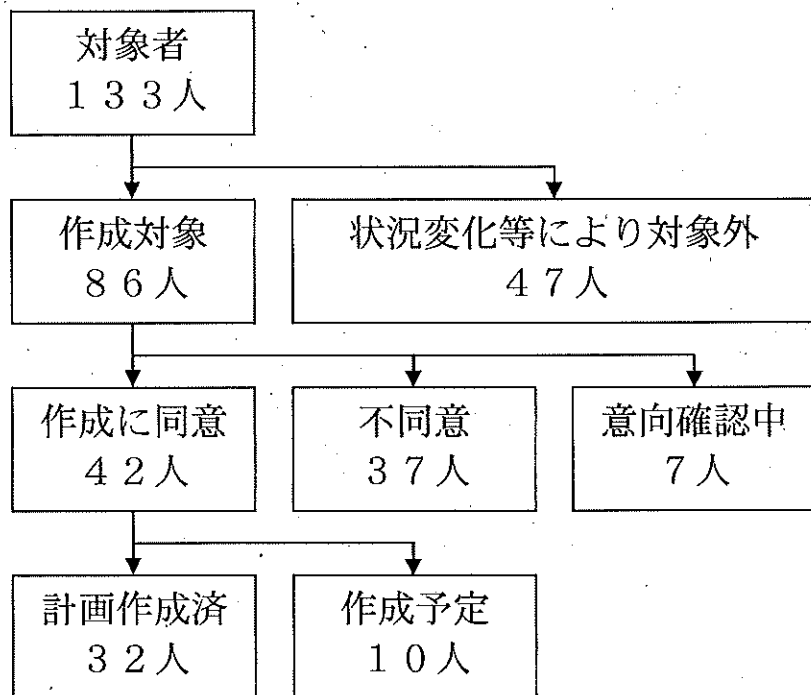 対象者
１３３人
作成対象
８６人
状況変化等により対象外
４７人
作成に同意
４２人
不同意
３７人
意向確認中
７人
計画作成済
３２人
作成予定
１０人